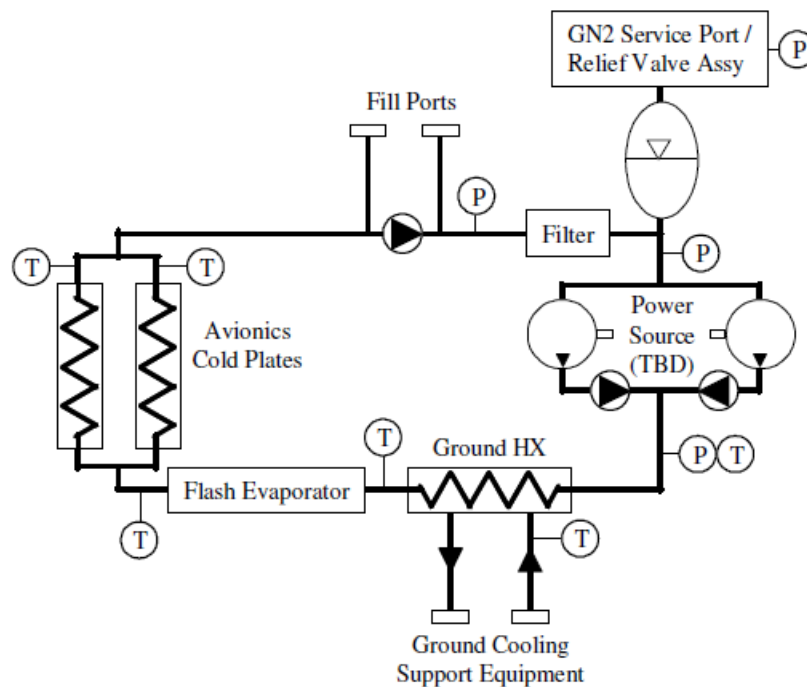 GN2 Service Port /
Relief Valve Assy
P
Fill Ports
P
Filter
P
T
T
Avionics
Cold Plates
Power
Source
(TBD)
T
Ground HX
P
T
Flash Evaporator
T
T
Ground Cooling
Support Equipment